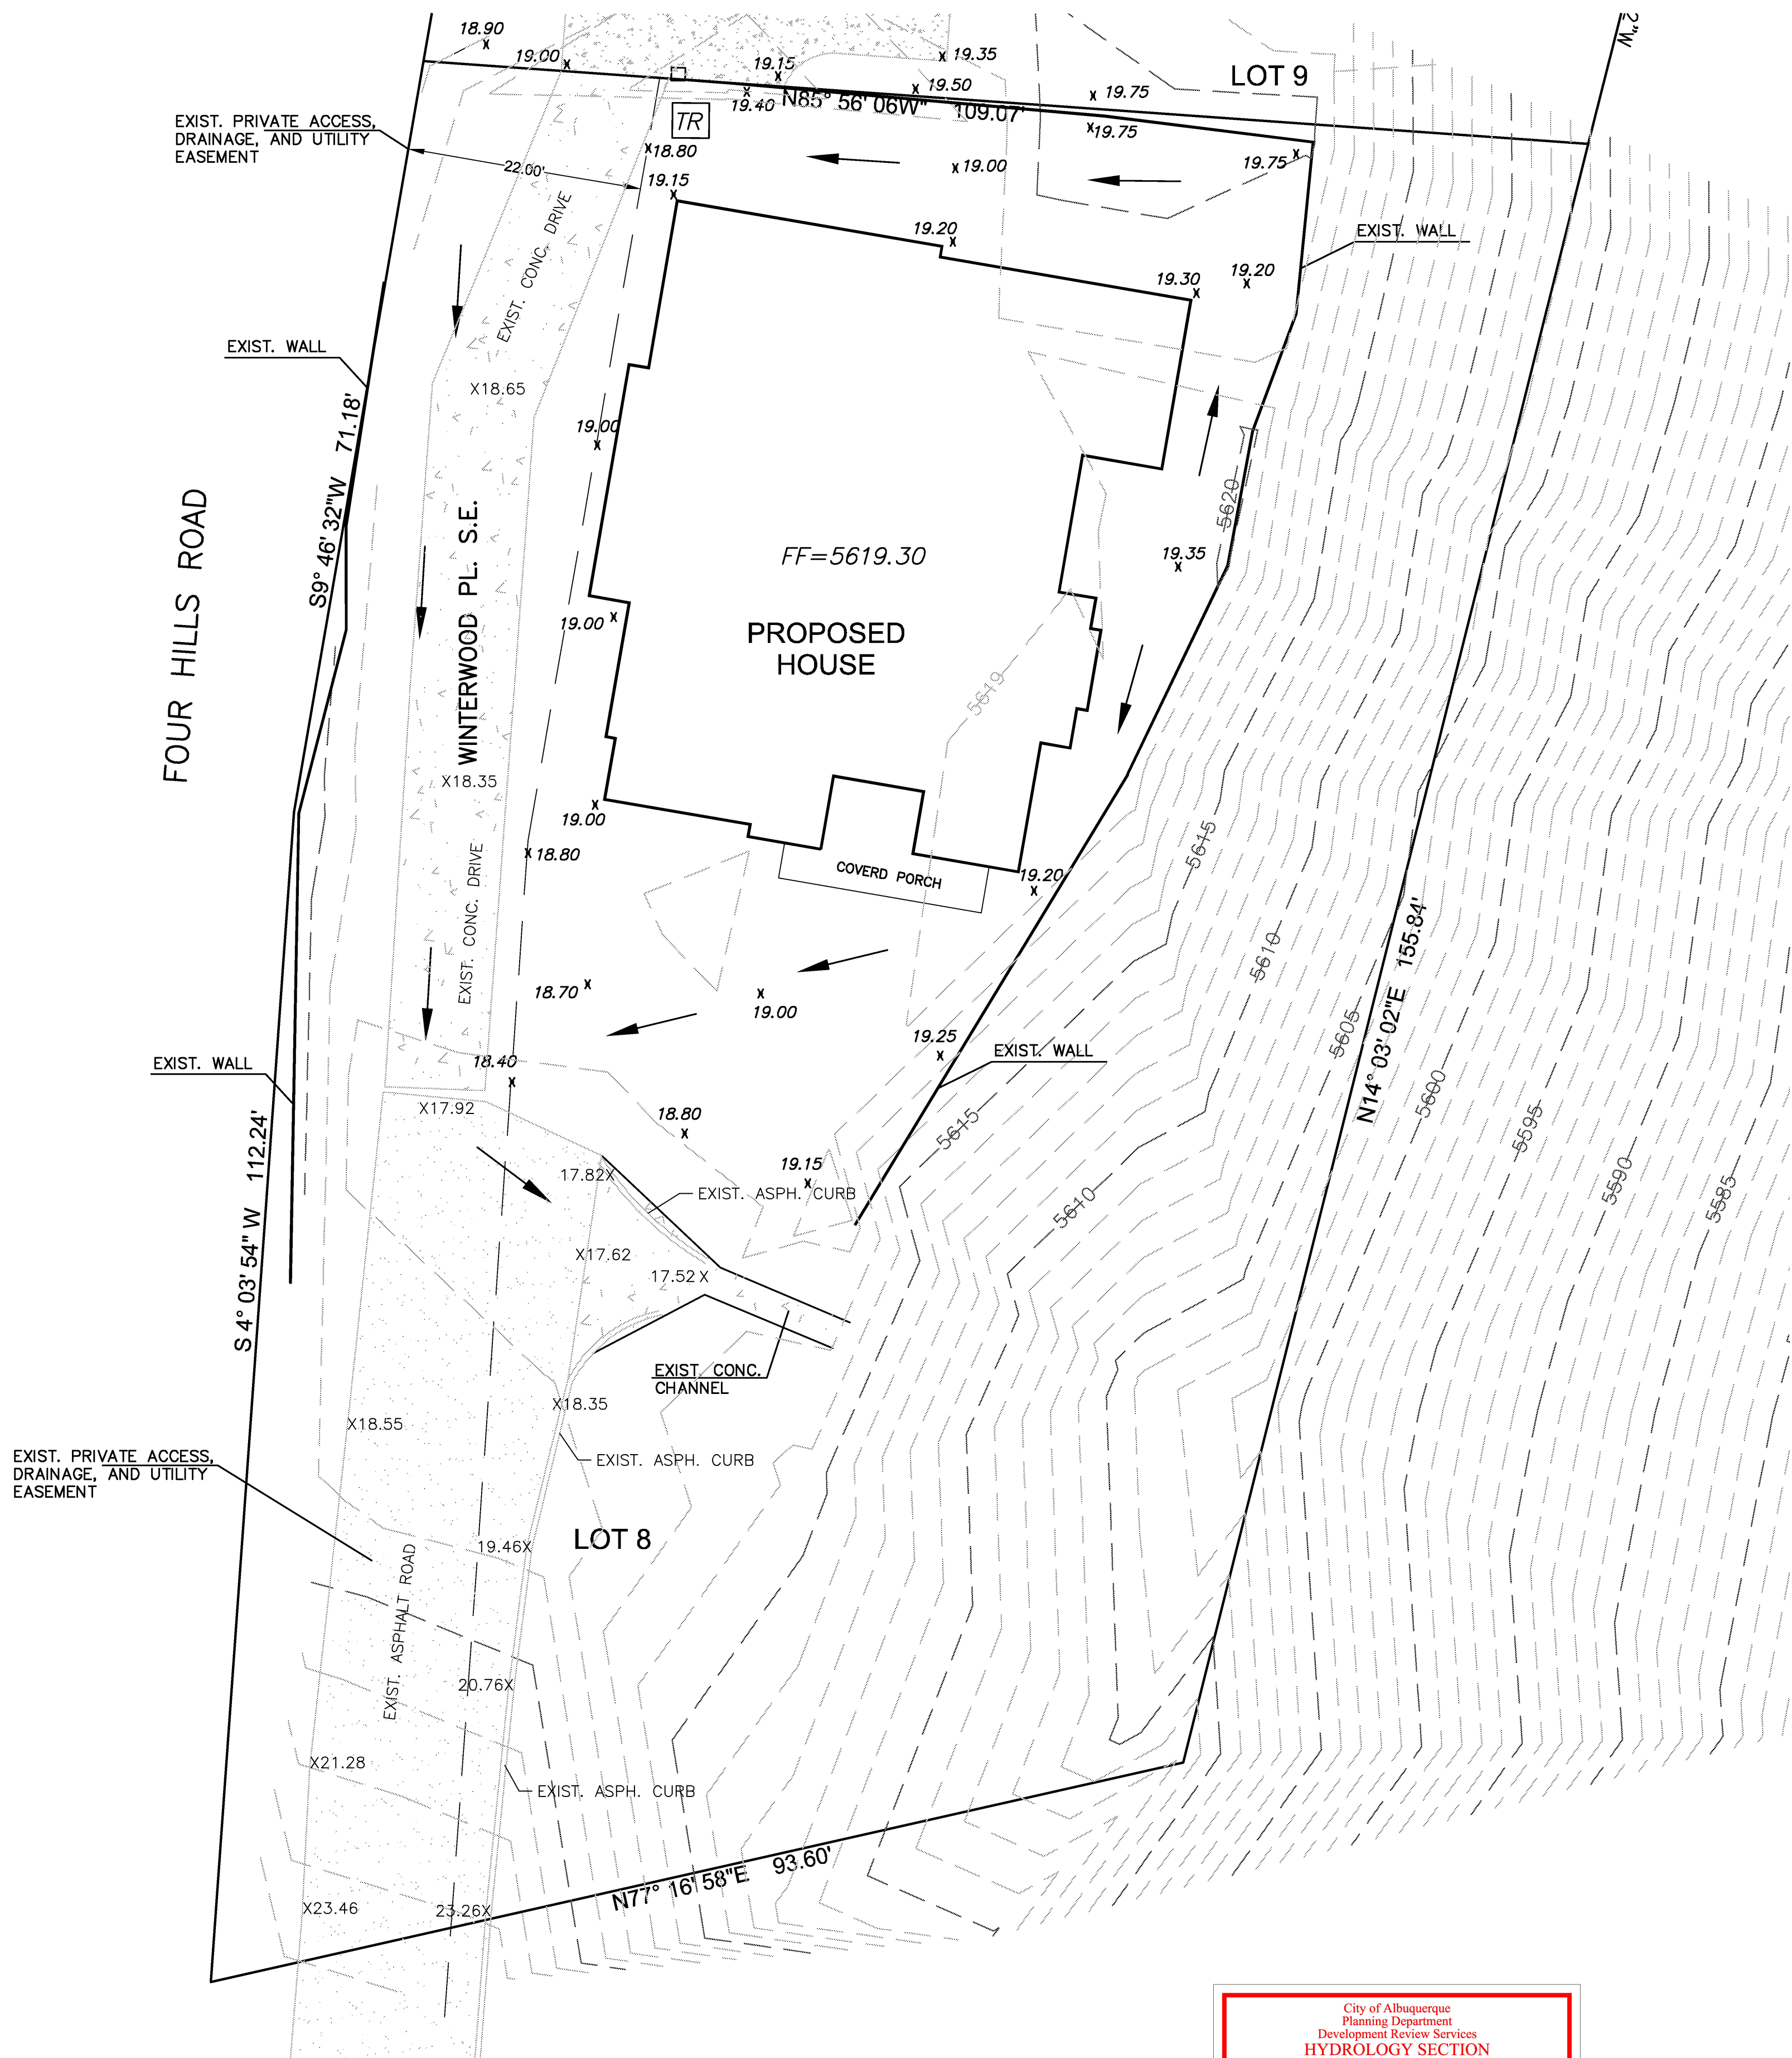 18.90
19.00
19.15
19.35
LOT 9
19.50
19.75
19.40
N85° 56' 06W" 109.07'
TR
EXIST. PRIVATE ACCESS,
DRAINAGE, AND UTILITY
EASEMENT
19.75
19.75
18.80
19.00
22.00'
19.15
EXIST. CONC. DRIVE
19.20
EXIST. WALL
19.30
19.20
EXIST. WALL
X18.65
S9° 46' 32"W 71.18'
19.00
5620
FOUR HILLS ROAD
WINTERWOOD PL. S.E.
FF=5619.30
19.35
19.00
PROPOSED
HOUSE
5619
X18.35
19.00
18.80
EXIST. CONC. DRIVE
COVERD PORCH
19.20
5615
5610
N14° 03' 02"E 155.84'
18.70
19.00
5605
19.25
EXIST. WALL
EXIST. WALL
18.40
5600
X17.92
18.80
5615
5595
S 4° 03' 54" W 112.24'
17.82X
19.15
EXIST. ASPH. CURB
5610
5590
5585
X17.62
17.52 X
EXIST CONC.
CHANNEL
X18.35
X18.55
EXIST. PRIVATE ACCESS,
DRAINAGE, AND UTILITY
EASEMENT
EXIST. ASPH. CURB
19.46X
LOT 8
EXIST. ASPHALT ROAD
20.76X
X21.28
EXIST. ASPH. CURB
N77° 16' 58"E 93.60'
X23.46
23.26X
City of Albuquerque
Planning Department
Development Review Services
HYDROLOGY SECTION